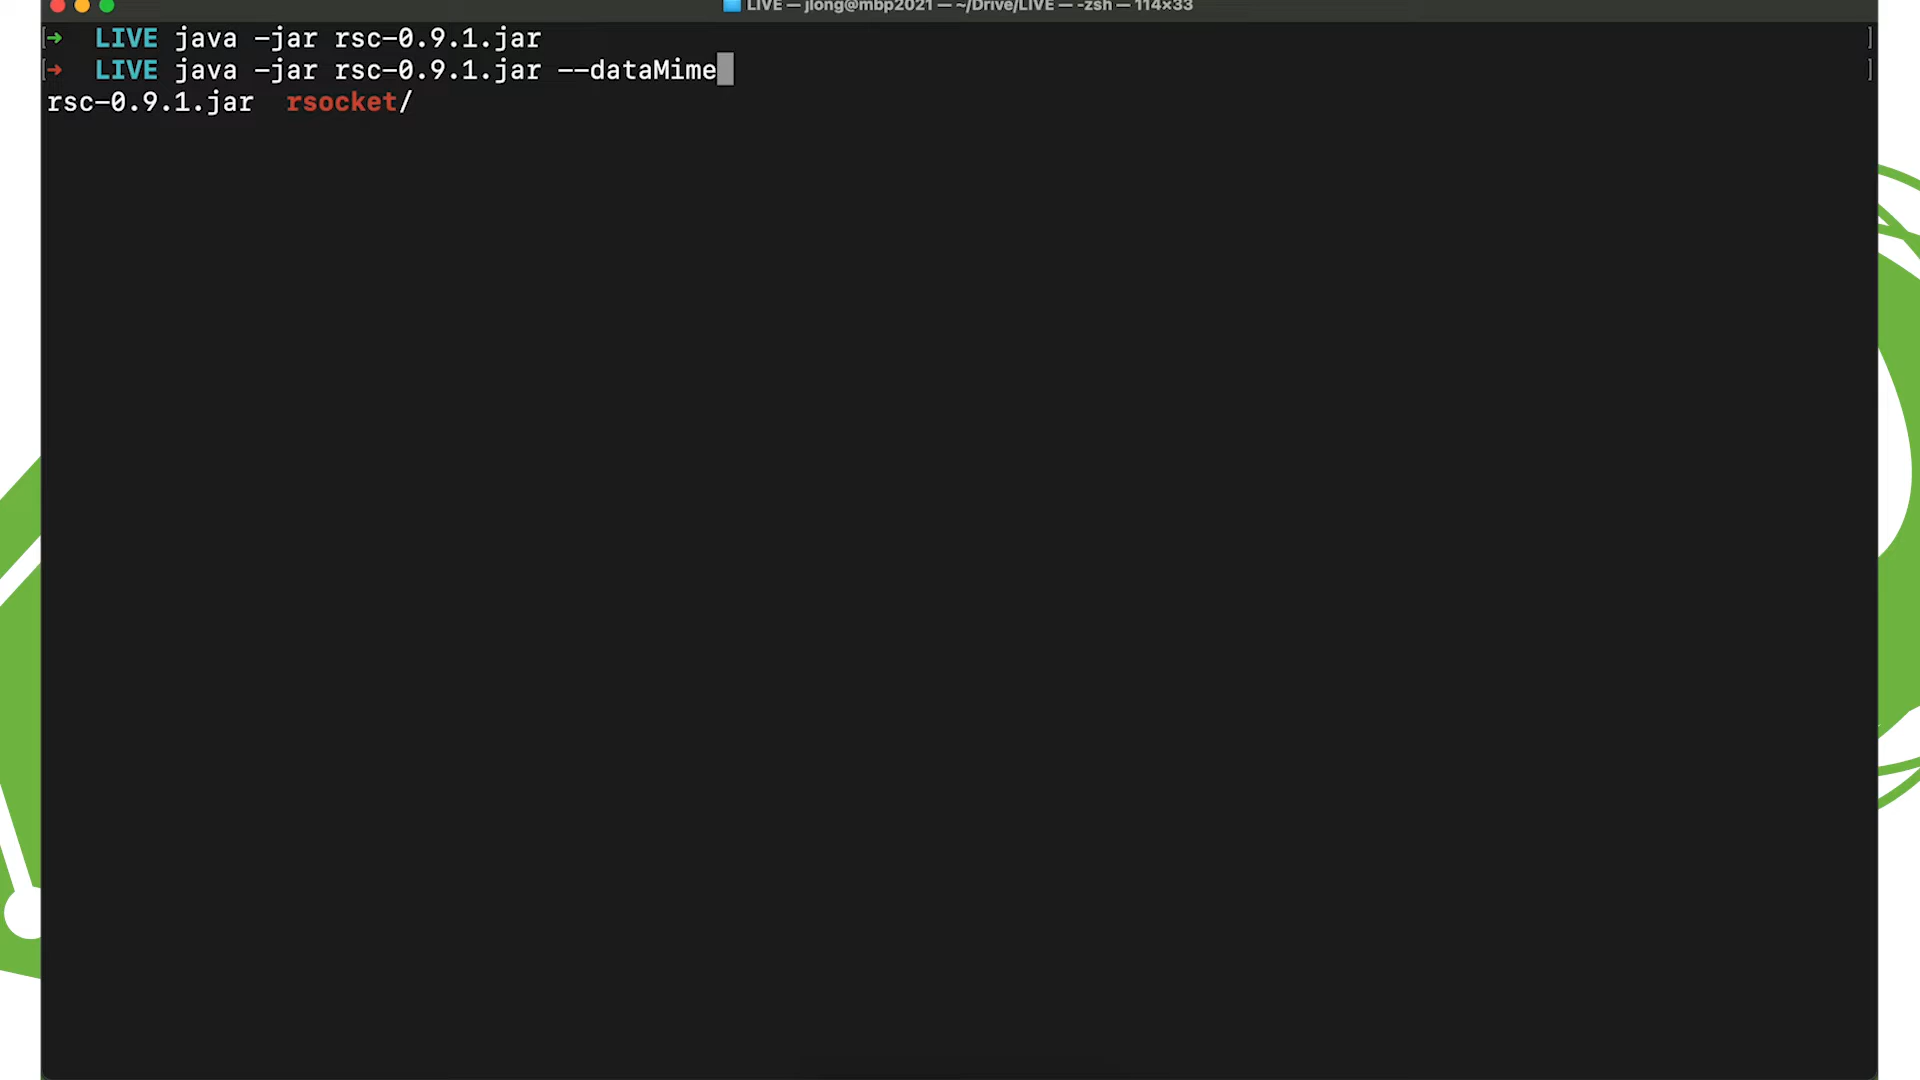 LIVE — jlong@mbp2021 — ~/Drive/LIVE — -zsh — 114×33
[➜ LIVE java -jar rsc-0.9.1.jar ]
[➜ LIVE java -jar rsc-0.9.1.jar --dataMime ]
rsc-0.9.1.jar rsocket/